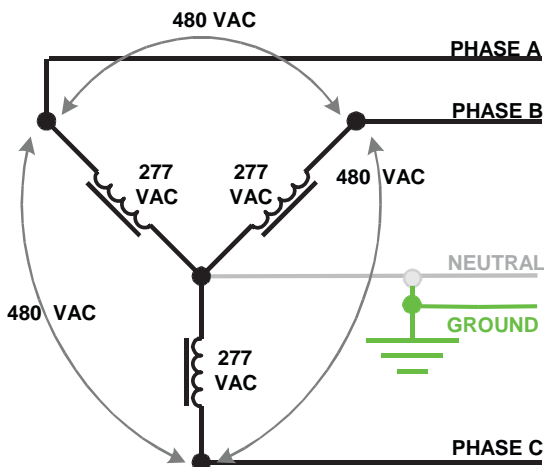 480 VAC
PHASE A
PHASE B
277
VAC
277
VAC
480 VAC
NEUTRAL
480 VAC
GROUND
277
VAC
PHASE C